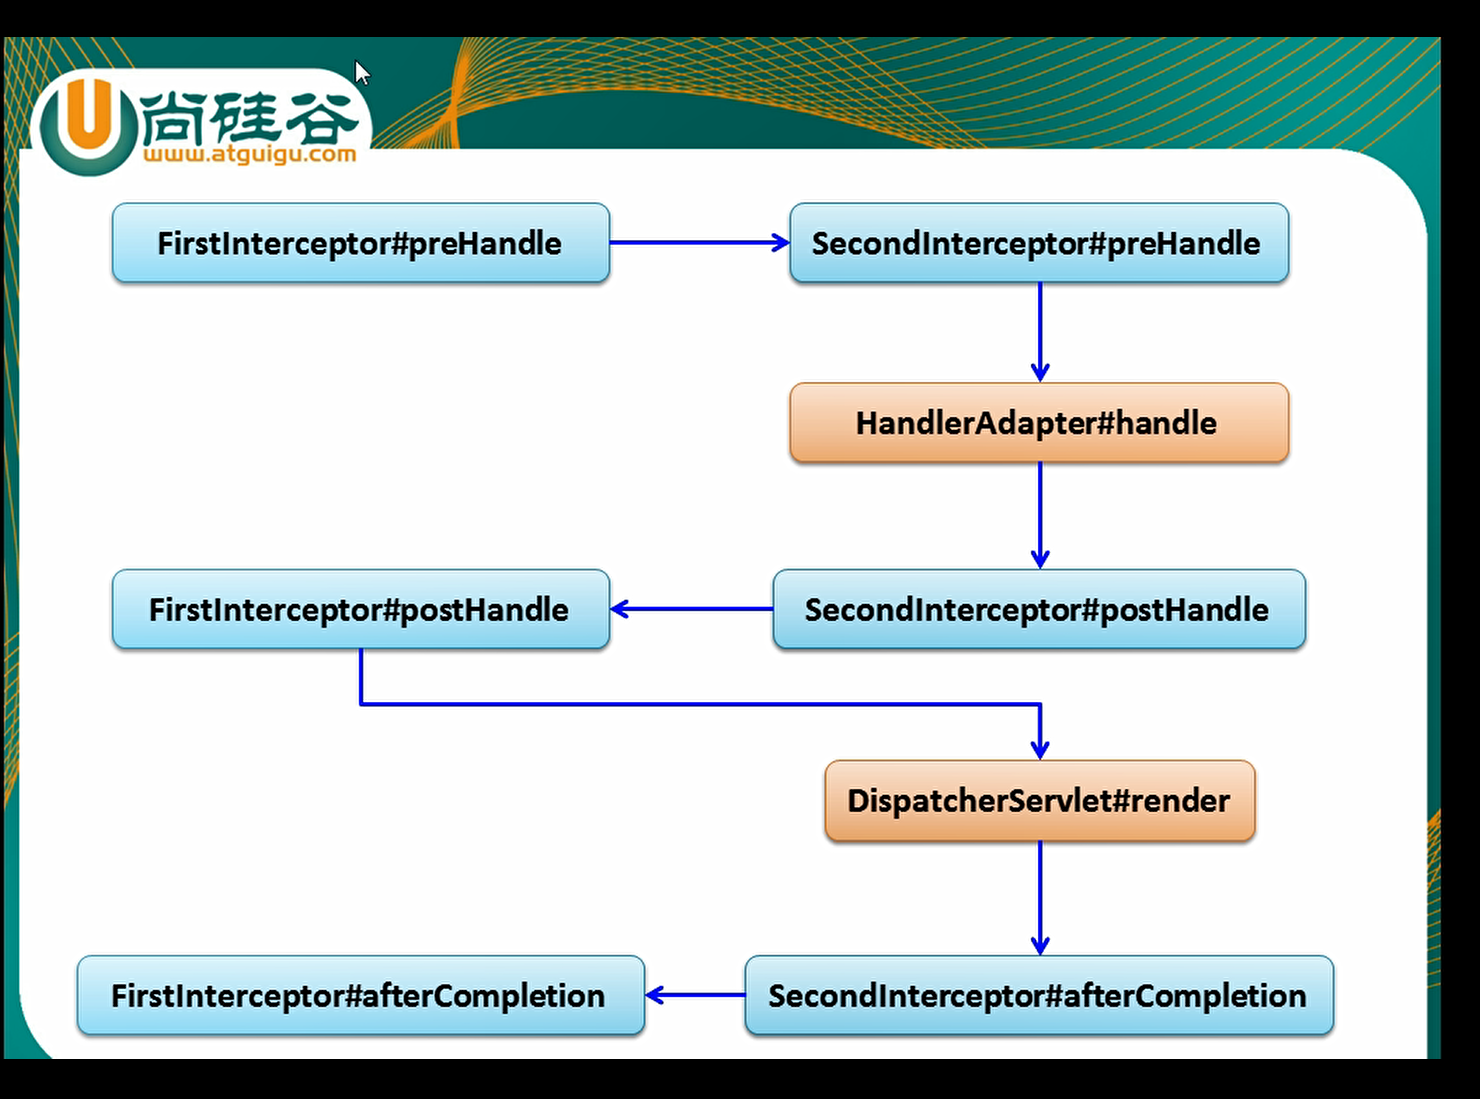 尚硅谷
www.atguigu.com
FirstInterceptor#preHandle
SecondInterceptor#preHandle
HandlerAdapter#handle
FirstInterceptor#postHandle
SecondInterceptor#postHandle
DispatcherServlet#render
FirstInterceptor#afterCompletion
SecondInterceptor#afterCompletion